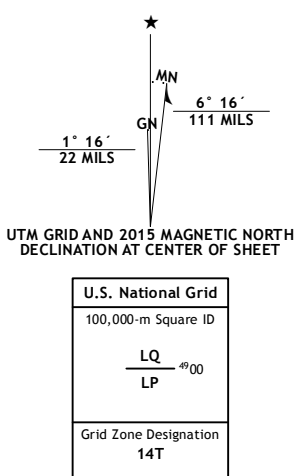 ★
MN
GN
6° 16´
111 MILS
1° 16´
22 MILS
UTM GRID AND 2015 MAGNETIC NORTH
DECLINATION AT CENTER OF SHEET
U.S. National Grid
100,000-m Square ID
LQ
⁴⁹00
LP
Grid Zone Designation
14T